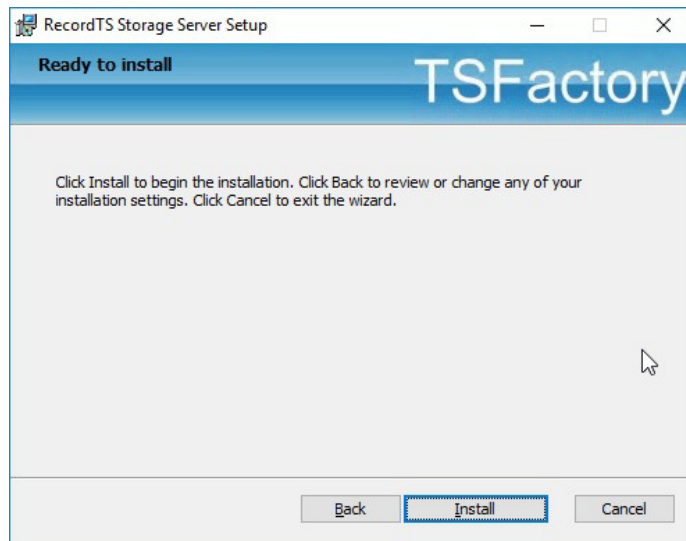 RecordTS Storage Server Setup
Ready to install
TSFactory
Click Install to begin the installation. Click Back to review or change any of your
installation settings. Click Cancel to exit the wizard.
Back
Install
Cancel